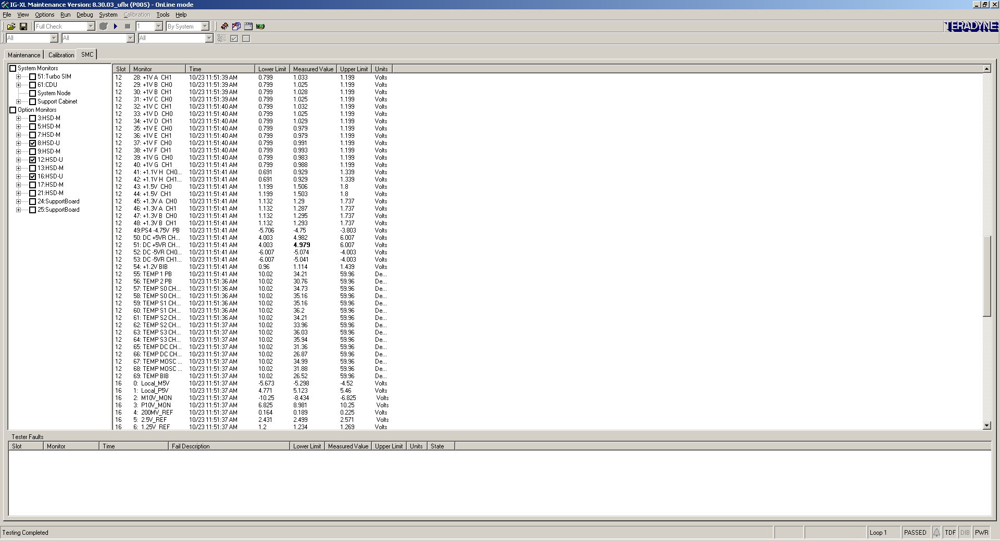 IG-XL Maintenance Version: 8.30.03_uflx (P005) - OnLine mode
File View Options Run Debug System Calibration Tools Help
Full Check 1 By System TERADYNE
All All All
Maintenance Calibration SMC
System Monitors
51:Turbo SIM
61:CDU
System Node
Support Cabinet
Option Monitors
3:HSD-M
5:HSD-M
7:HSD-M
8:HSD-U
9:HSD-M
12:HSD-U
13:HSD-M
16:HSD-U
17:HSD-M
21:HSD-M
24:SupportBoard
25:SupportBoard
Slot Monitor Time Lower Limit Measured Value Upper Limit Units
12 28: +1V A CH1 10/23 11:51:39 AM 0.799 1.033 1.199 Volts
12 29: +1V B CH0 10/23 11:51:39 AM 0.799 1.025 1.199 Volts
12 30: +1V B CH1 10/23 11:51:39 AM 0.799 1.028 1.199 Volts
12 31: +1V C CH0 10/23 11:51:39 AM 0.799 1.025 1.199 Volts
12 32: +1V C CH1 10/23 11:51:40 AM 0.799 1.032 1.199 Volts
12 33: +1V D CH0 10/23 11:51:40 AM 0.799 1.025 1.199 Volts
12 34: +1V D CH1 10/23 11:51:40 AM 0.799 1.029 1.199 Volts
12 35: +1V E CH0 10/23 11:51:40 AM 0.799 0.979 1.199 Volts
12 36: +1V E CH1 10/23 11:51:40 AM 0.799 0.979 1.199 Volts
12 37: +1V F CH0 10/23 11:51:40 AM 0.799 0.991 1.199 Volts
12 38: +1V F CH1 10/23 11:51:40 AM 0.799 0.993 1.199 Volts
12 39: +1V G CH0 10/23 11:51:40 AM 0.799 0.983 1.199 Volts
12 40: +1V G CH1 10/23 11:51:40 AM 0.799 0.988 1.199 Volts
12 41: +1.1V H CH0... 10/23 11:51:41 AM 0.691 0.929 1.339 Volts
12 42: +1.1V H CH1... 10/23 11:51:41 AM 0.691 0.929 1.339 Volts
12 43: +1.5V CH0 10/23 11:51:41 AM 1.199 1.506 1.8 Volts
12 44: +1.5V CH1 10/23 11:51:41 AM 1.199 1.503 1.8 Volts
12 45: +1.3V A CH0 10/23 11:51:41 AM 1.132 1.29 1.737 Volts
12 46: +1.3V A CH1 10/23 11:51:41 AM 1.132 1.287 1.737 Volts
12 47: +1.3V B CH0 10/23 11:51:41 AM 1.132 1.295 1.737 Volts
12 48: +1.3V B CH1 10/23 11:51:41 AM 1.132 1.293 1.737 Volts
12 49:PS4 -4.75V PB 10/23 11:51:41 AM -5.706 -4.75 -3.803 Volts
12 50: DC +5VR CH... 10/23 11:51:41 AM 4.003 4.982 6.007 Volts
12 51: DC +5VR CH... 10/23 11:51:41 AM 4.003 4.979 6.007 Volts
12 52: DC -5VR CH0... 10/23 11:51:41 AM -6.007 -5.074 -4.003 Volts
12 53: DC -5VR CH1... 10/23 11:51:41 AM -6.007 -5.041 -4.003 Volts
12 54: +1.2V BIB 10/23 11:51:41 AM 0.96 1.114 1.439 Volts
12 55: TEMP 1 PB 10/23 11:51:41 AM 10.02 34.21 59.96 De...
12 56: TEMP 2 PB 10/23 11:51:36 AM 10.02 30.76 59.96 De...
12 57: TEMP S0 CH... 10/23 11:51:36 AM 10.02 34.73 59.96 De...
12 58: TEMP S0 CH... 10/23 11:51:36 AM 10.02 35.16 59.96 De...
12 59: TEMP S1 CH... 10/23 11:51:36 AM 10.02 35.16 59.96 De...
12 60: TEMP S1 CH... 10/23 11:51:36 AM 10.02 36.2 59.96 De...
12 61: TEMP S2 CH... 10/23 11:51:36 AM 10.02 34.21 59.96 De...
12 62: TEMP S2 CH... 10/23 11:51:37 AM 10.02 33.96 59.96 De...
12 63: TEMP S3 CH... 10/23 11:51:37 AM 10.02 36.03 59.96 De...
12 64: TEMP S3 CH... 10/23 11:51:37 AM 10.02 35.94 59.96 De...
12 65: TEMP DC CH... 10/23 11:51:37 AM 10.02 31.36 59.96 De...
12 66: TEMP DC CH... 10/23 11:51:37 AM 10.02 26.87 59.96 De...
12 67: TEMP MOSC ... 10/23 11:51:37 AM 10.02 34.99 59.96 De...
12 68: TEMP MOSC ... 10/23 11:51:37 AM 10.02 31.88 59.96 De...
12 69: TEMP BIB 10/23 11:51:37 AM 10.02 26.52 59.96 De...
16 0: Local_M5V 10/23 11:51:37 AM -5.673 -5.298 -4.52 Volts
16 1: Local_P5V 10/23 11:51:37 AM 4.771 5.123 5.46 Volts
16 2: M10V_MON 10/23 11:51:37 AM -10.25 -8.434 -6.825 Volts
16 3: P10V_MON 10/23 11:51:37 AM 6.825 8.981 10.25 Volts
16 4: 200MV_REF 10/23 11:51:37 AM 0.164 0.189 0.225 Volts
16 5: 2.5V_REF 10/23 11:51:37 AM 2.431 2.499 2.571 Volts
16 6: 1.25V_REF 10/23 11:51:37 AM 1.2 1.234 1.269 Volts
Tester Faults
Slot Monitor Time Fail Description Lower Limit Measured Value Upper Limit Units State
Testing Completed Loop 1 PASSED TDF DIB PWR